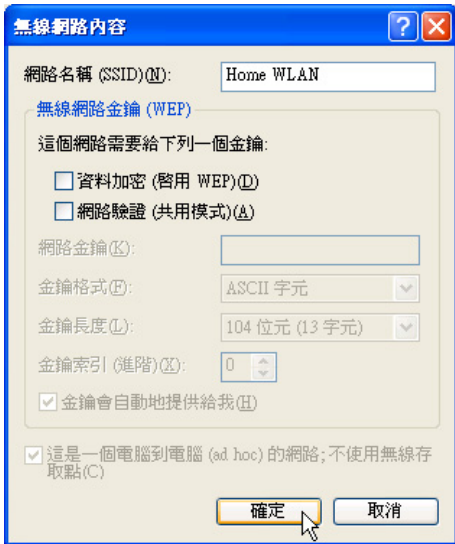 無線網路內容
網路名稱 (SSID)(N):
Home WLAN
無線網路金鑰 (WEP)
這個網路需要給下列一個金鑰:
資料加密 (啓用 WEP)(D)
網路驗證 (共用模式)(A)
網路金鑰(K):
金鑰格式(F):
ASCII 字元
金鑰長度(L):
104 位元 (13 字元)
金鑰索引 (進階)(X):
0
金鑰會自動地提供給我(H)
這是一個電腦到電腦 (ad hoc) 的網路; 不使用無線存
取點(C)
確定
取消